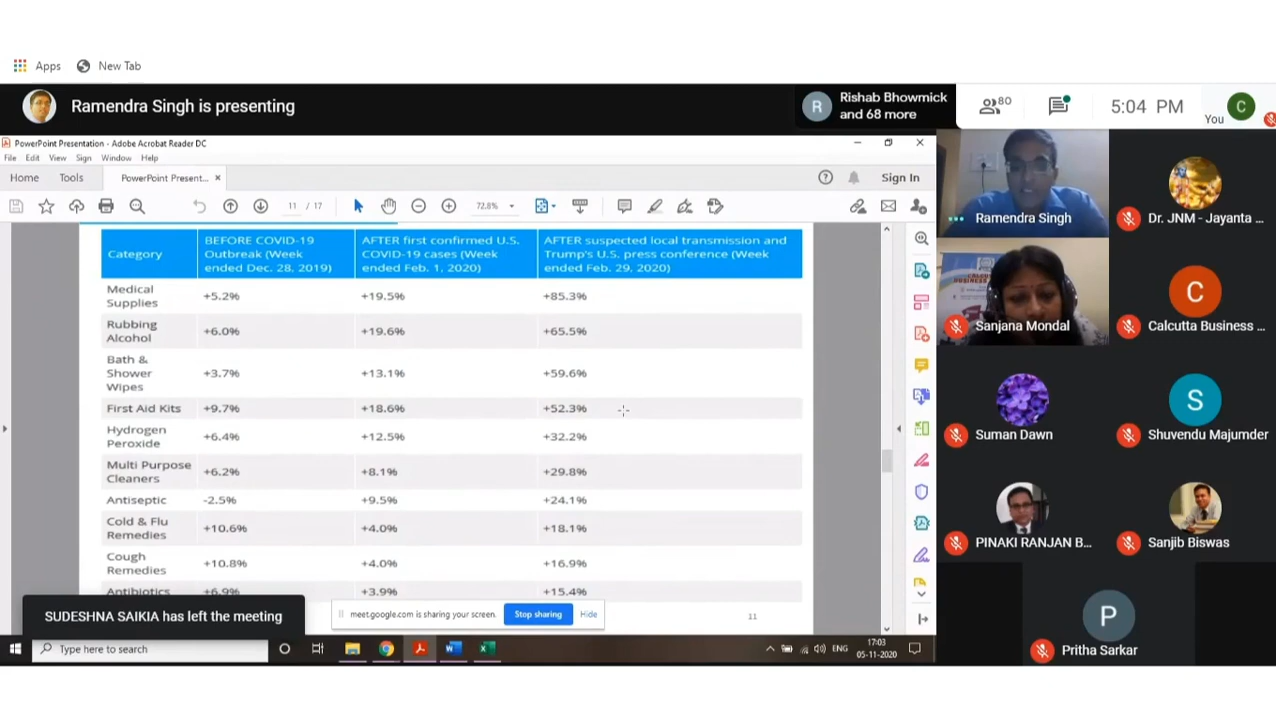 Apps
New Tab
Ramendra Singh is presenting
R
Rishab Bhowmick
and 68 more
80
5:04 PM
You
C
PowerPoint Presentation - Adobe Acrobat Reader DC
File Edit View Sign Window Help
Home Tools PowerPoint Present... ×
Sign In
11 / 17
72.8%
Category
BEFORE COVID-19
Outbreak (Week
ended Dec. 28, 2019)
AFTER first confirmed U.S.
COVID-19 cases (Week
ended Feb. 1, 2020)
AFTER suspected local transmission and
Trump's U.S. press conference (Week
ended Feb. 29, 2020)
Medical
Supplies
+5.2% +19.5% +85.3%
Rubbing
Alcohol
+6.0% +19.6% +65.5%
Bath &
Shower
Wipes
+3.7% +13.1% +59.6%
First Aid Kits +9.7% +18.6% +52.3%
Hydrogen
Peroxide
+6.4% +12.5% +32.2%
Multi Purpose
Cleaners
+6.2% +8.1% +29.8%
Antiseptic -2.5% +9.5% +24.1%
Cold & Flu
Remedies
+10.6% +4.0% +18.1%
Cough
Remedies
+10.8% +4.0% +16.9%
Antibiotics +6.9% +3.9% +15.4%
11
SUDESHNA SAIKIA has left the meeting
meet.google.com is sharing your screen. Stop sharing Hide
Type here to search
ENG
17:03
05-11-2020
Ramendra Singh
Dr. JNM - Jayanta ...
Sanjana Mondal
C
Calcutta Business ...
Suman Dawn
S
Shuvendu Majumder
PINAKI RANJAN B...
Sanjib Biswas
P
Pritha Sarkar